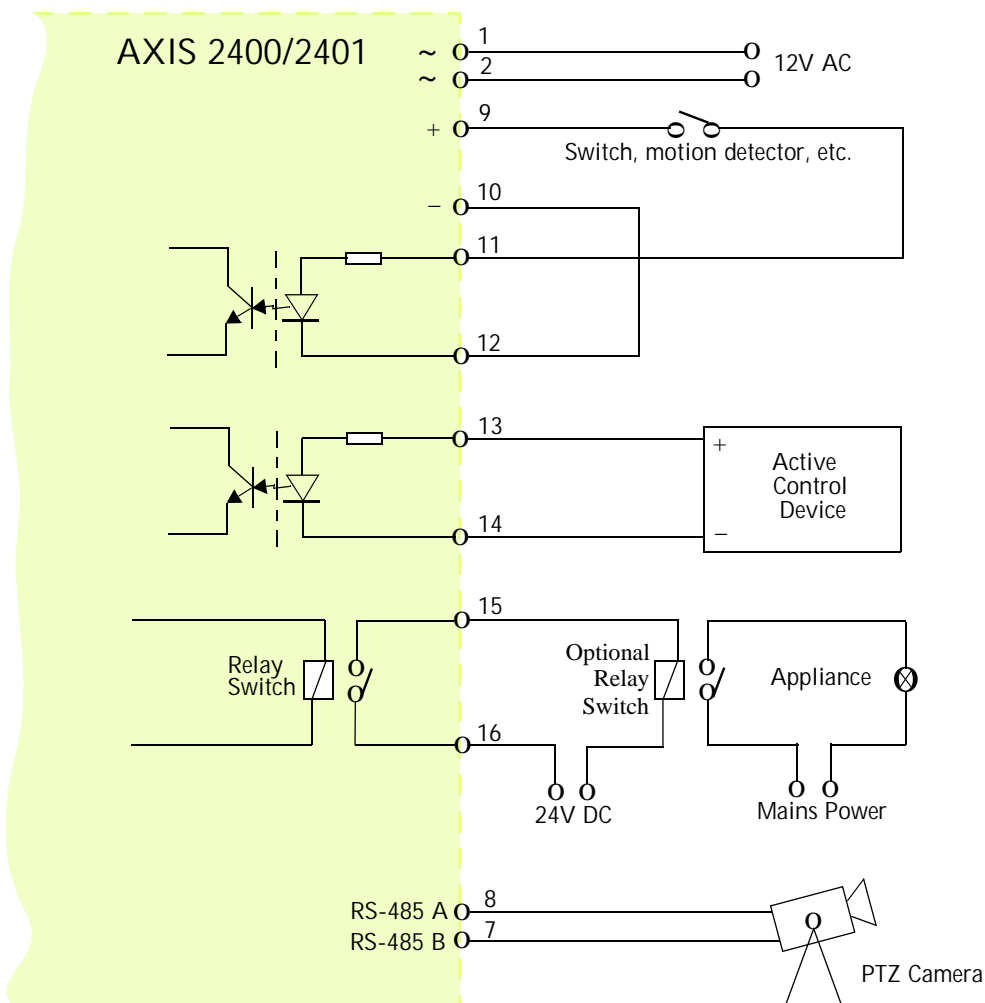 AXIS 2400/2401
~ 1
~ 2
12V AC
+ 9
Switch, motion detector, etc.
– 10
11
12
13
+
Active
Control
Device
14
–
15
Relay
Switch
Optional
Relay
Switch
Appliance
16
24V DC
Mains Power
RS-485 A 8
RS-485 B 7
PTZ Camera